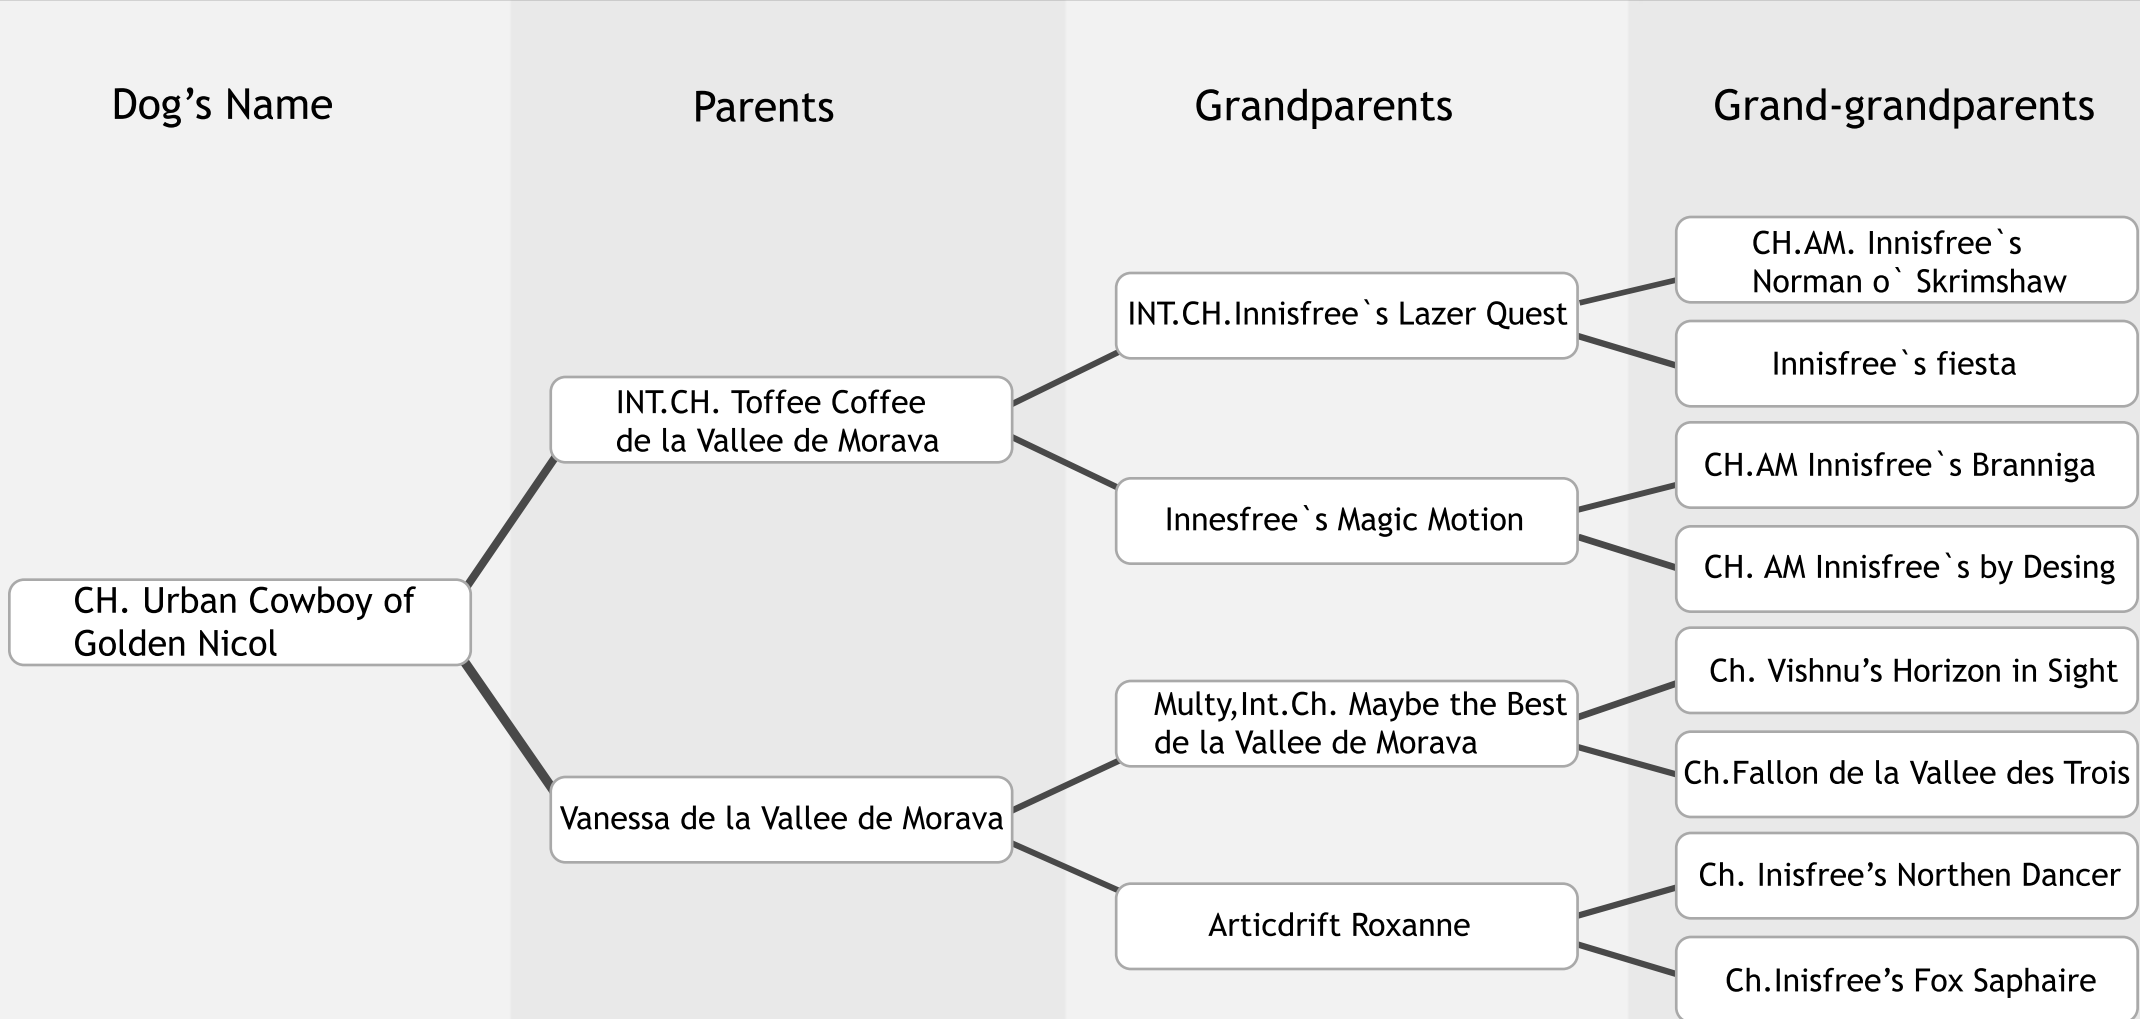 Dog’s Name
Parents
Grandparents
Grand-grandparents
CH. Urban Cowboy of
Golden Nicol
INT.CH. Toffee Coffee
de la Vallee de Morava
Vanessa de la Vallee de Morava
INT.CH.Innisfree`s Lazer Quest
Innesfree`s Magic Motion
Multy,Int.Ch. Maybe the Best
de la Vallee de Morava
Articdrift Roxanne
CH.AM. Innisfree`s
Norman o` Skrimshaw
Innisfree`s fiesta
CH.AM Innisfree`s Branniga
CH. AM Innisfree`s by Desing
Ch. Vishnu’s Horizon in Sight
Ch.Fallon de la Vallee des Trois
Ch. Inisfree’s Northen Dancer
Ch.Inisfree’s Fox Saphaire